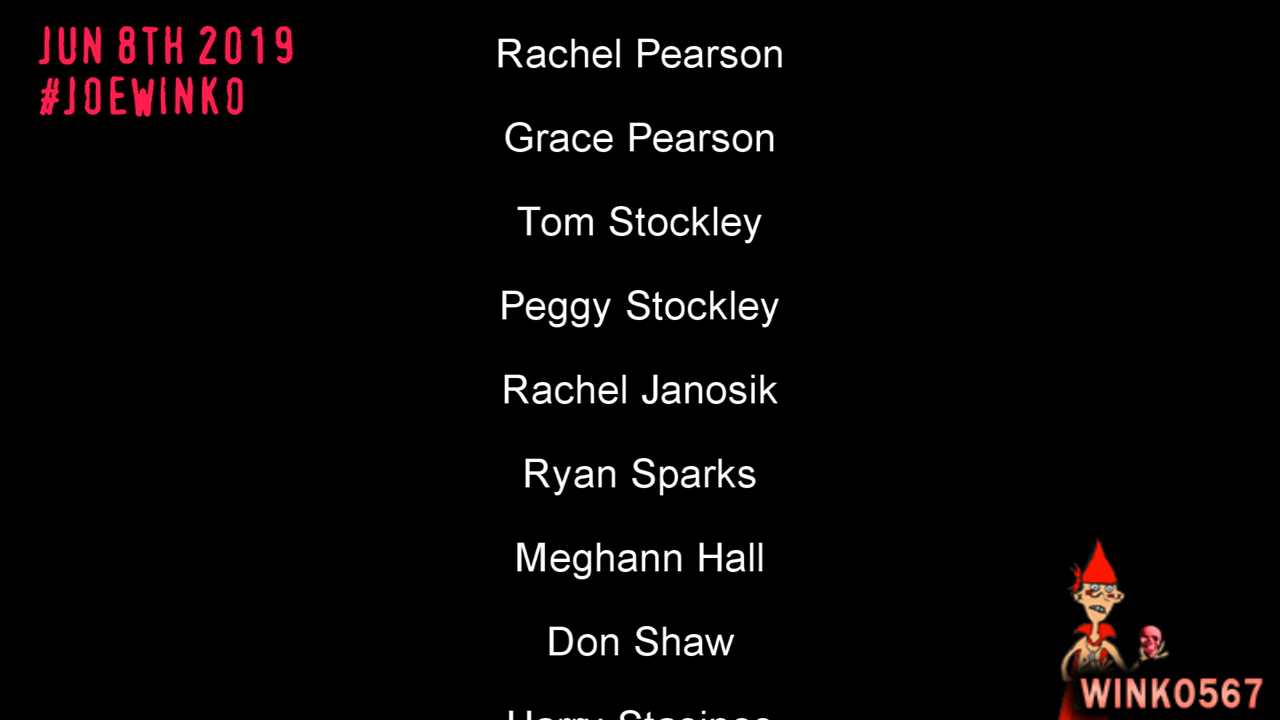 JUN 8TH 2019
#JOEWINKO
Rachel Pearson
Grace Pearson
Tom Stockley
Peggy Stockley
Rachel Janosik
Ryan Sparks
Meghann Hall
Don Shaw
WINKO567